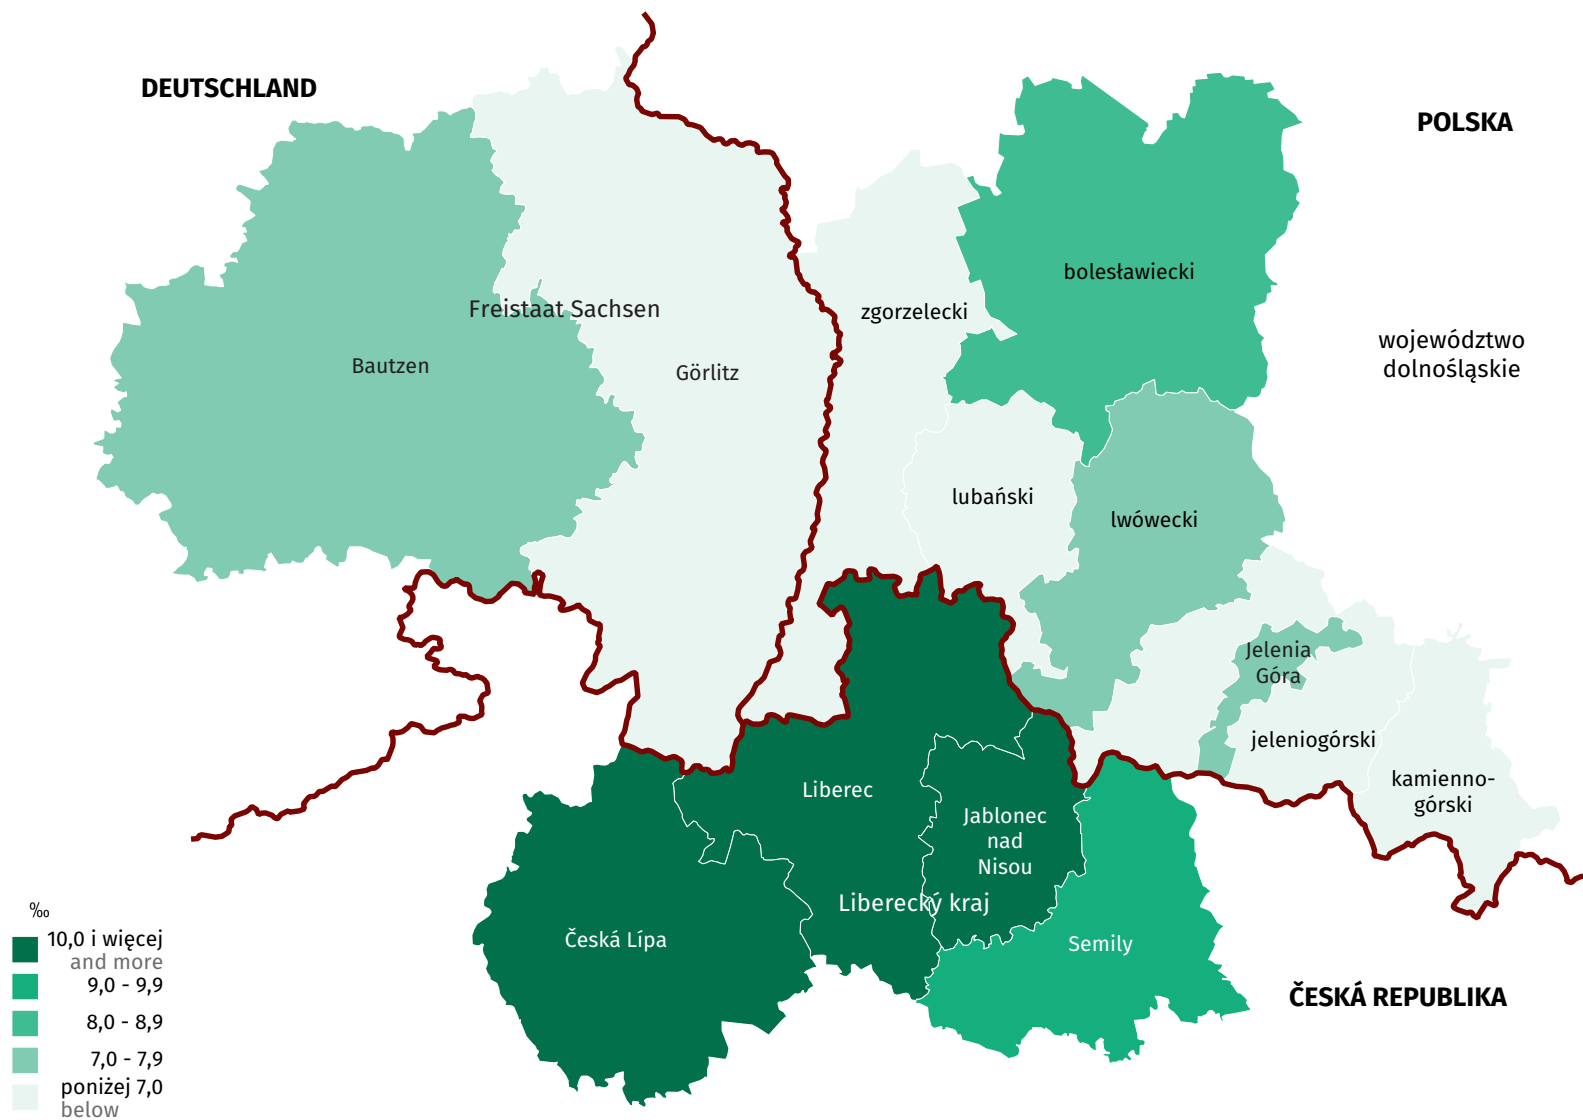 DEUTSCHLAND
POLSKA
bolesławiecki
Freistaat Sachsen
zgorzelecki
województwo
dolnośląskie
Bautzen
Görlitz
lubański
lwówecki
Jelenia
Góra
jeleniogórski
kamienno-
górski
Liberec
Jablonec
nad
Nisou
Liberecký kraj
Česká Lípa
Semily
ČESKÁ REPUBLIKA
‰
10,0 i więcej
and more
9,0 - 9,9
8,0 - 8,9
7,0 - 7,9
poniżej 7,0
below